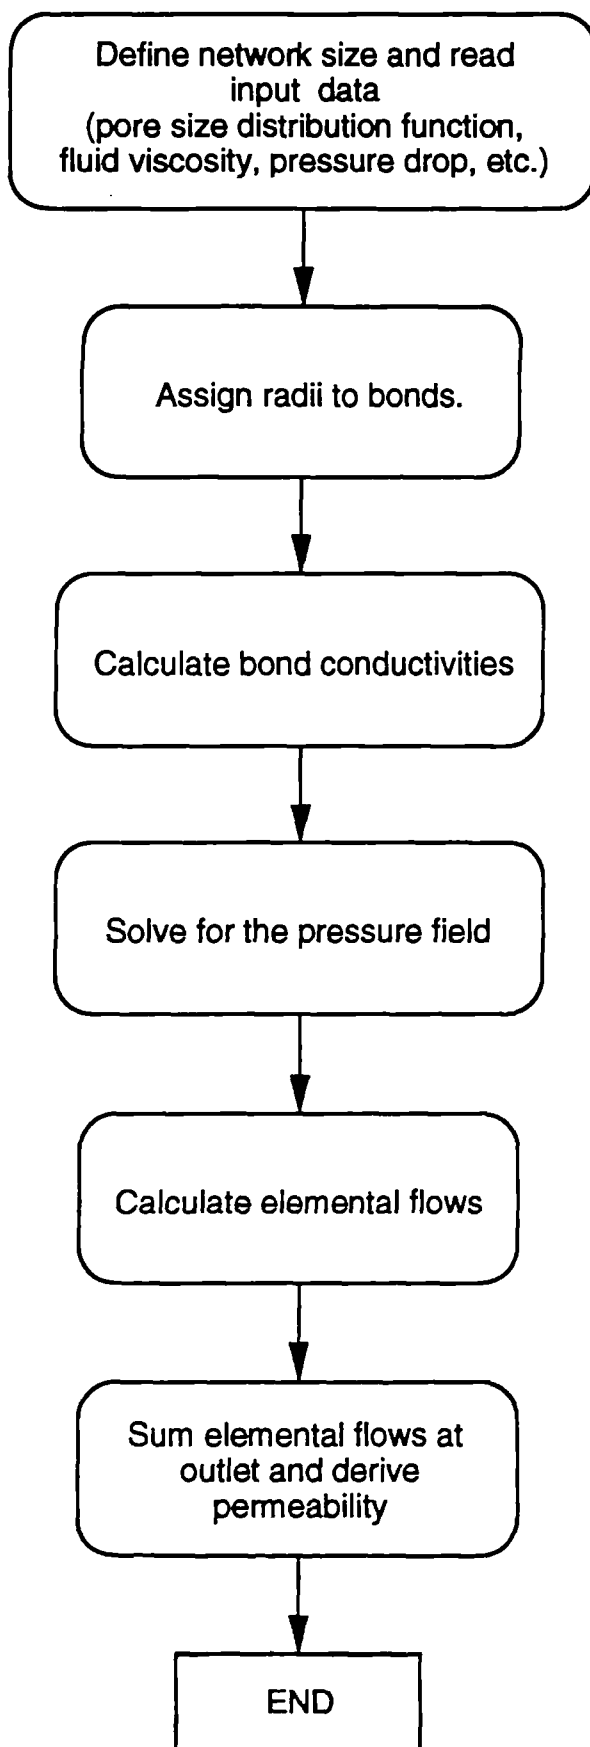 Define network size and read
input data
(pore size distribution function,
fluid viscosity, pressure drop, etc.)
Assign radii to bonds.
Calculate bond conductivities
Solve for the pressure field
Calculate elemental flows
Sum elemental flows at
outlet and derive
permeability
END